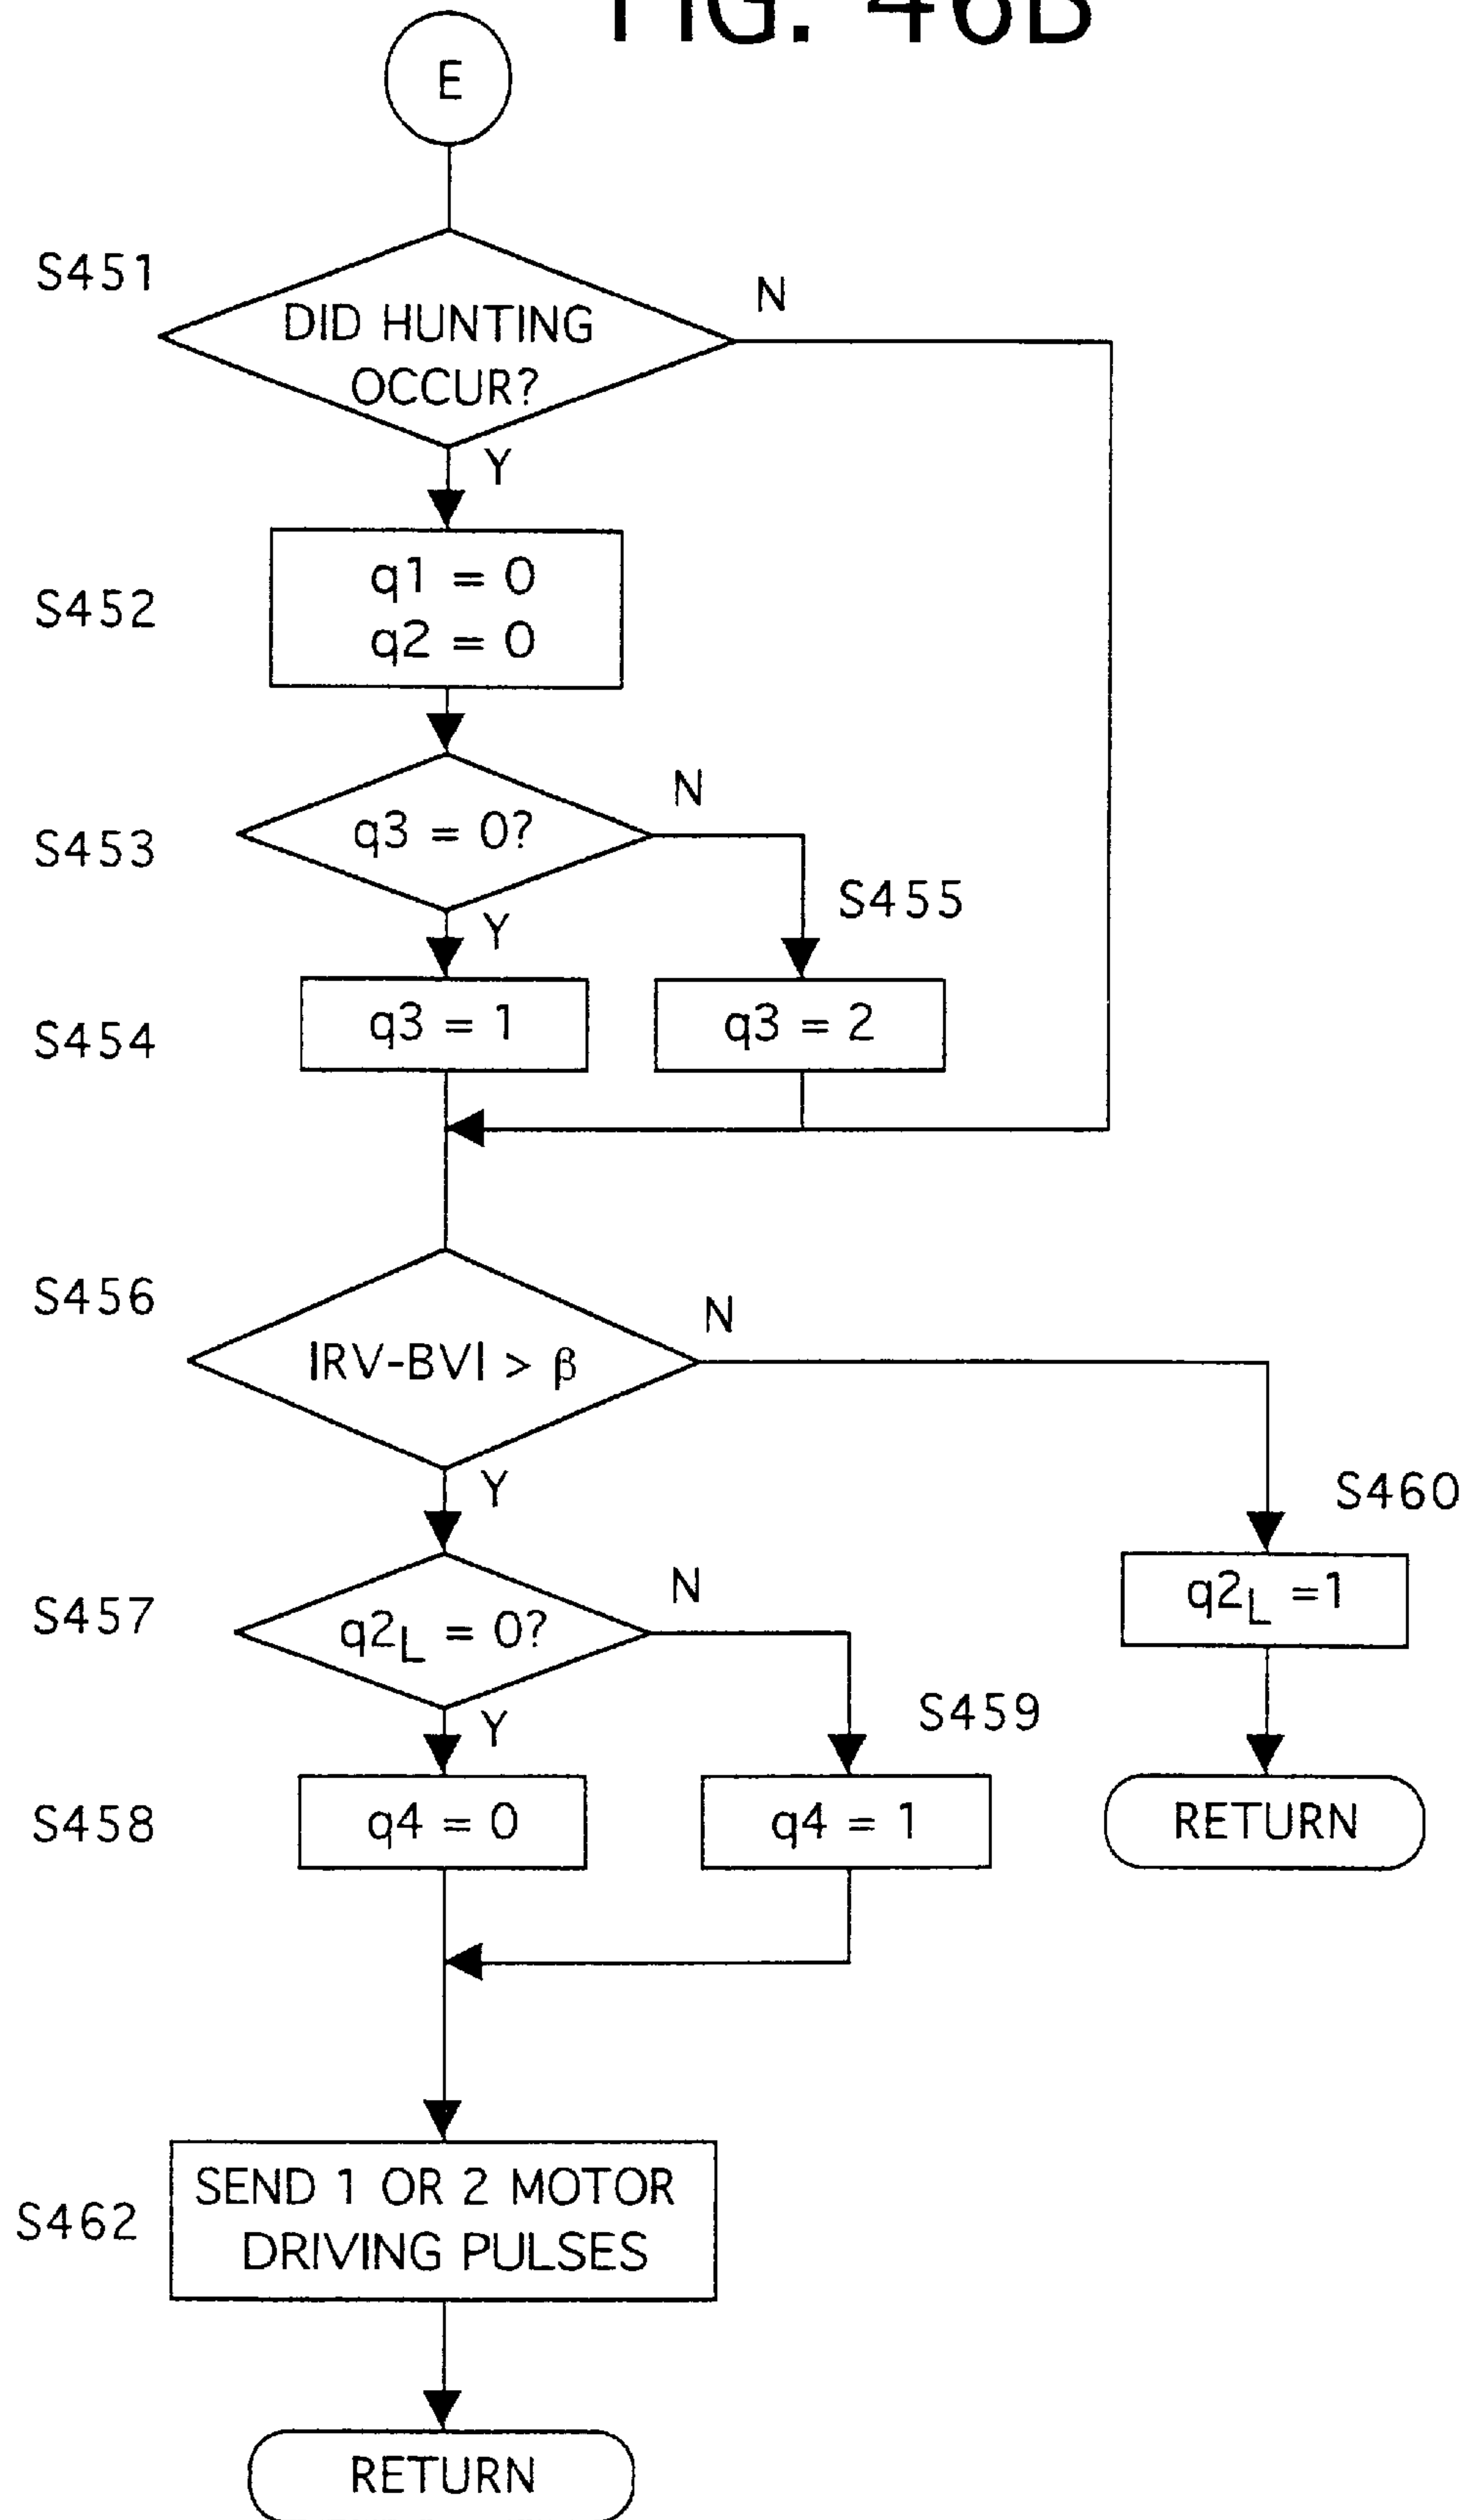 FIG. 46B
E
S451
DID HUNTING
OCCUR?
N
Y
S452
q1 = 0
q2 = 0
S453
q3 = 0?
N
Y
S455
S454
q3 = 1
q3 = 2
S456
|RV-BV| > β
N
Y
S460
q2L =1
S457
q2L = 0?
N
Y
S459
S458
q4 = 0
q4 = 1
RETURN
S462
SEND 1 OR 2 MOTOR
DRIVING PULSES
RETURN